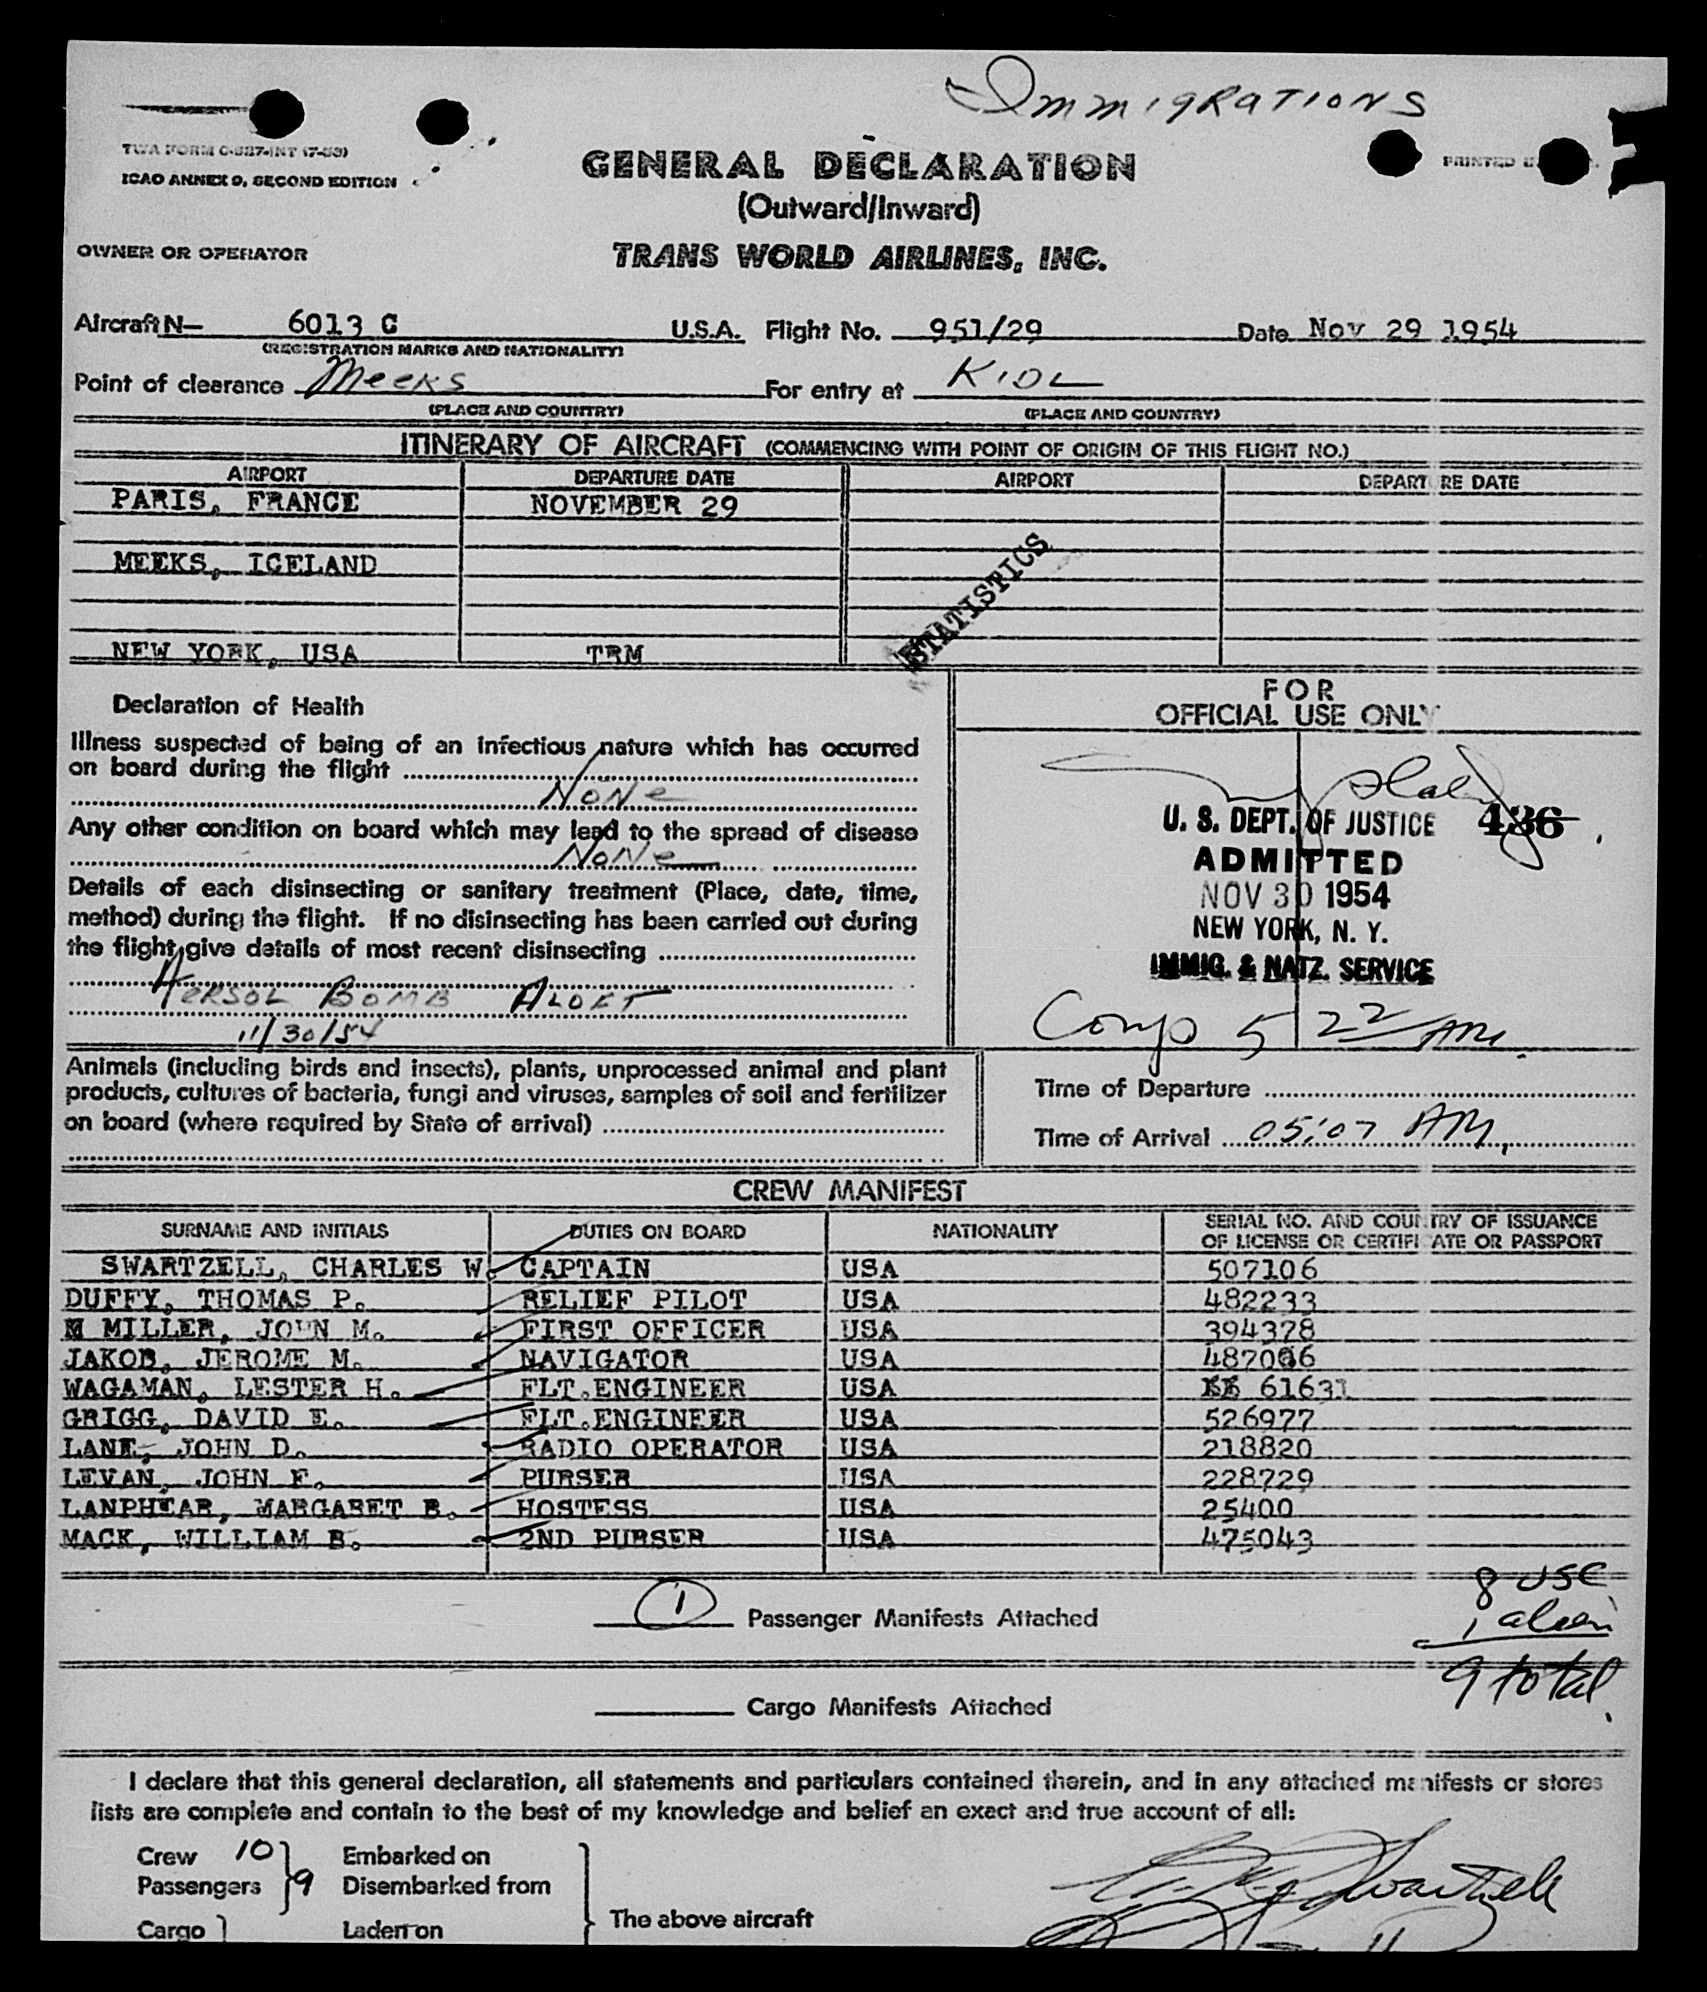 Immigrations
TWA FORM C-827-INT (7-53)
ICAO ANNEX 9, SECOND EDITION
PRINTED
GENERAL DECLARATION
(Outward/Inward)
OWNER OR OPERATOR
TRANS WORLD AIRLINES, INC.
Aircraft N- 6013 C U.S.A. Flight No. 951/29 Date Nov 29 1954
(REGISTRATION MARKS AND NATIONALITY)
Point of clearance Meeks For entry at KIDL
(PLACE AND COUNTRY) (PLACE AND COUNTRY)
ITINERARY OF AIRCRAFT (COMMENCING WITH POINT OF ORIGIN OF THIS FLIGHT NO.)
AIRPORT DEPARTURE DATE AIRPORT DEPARTURE DATE
PARIS, FRANCE NOVEMBER 29
MEEKS, ICELAND
STATISTICS
NEW YORK, USA TRM
Declaration of Health
Illness suspected of being of an infectious nature which has occurred
on board during the flight
None
Any other condition on board which may lead to the spread of disease
None
Details of each disinsecting or sanitary treatment (Place, date, time,
method) during the flight. If no disinsecting has been carried out during
the flight, give details of most recent disinsecting
Aersol Bomb Aloft
11/30/54
FOR
OFFICIAL USE ONLY
U. S. DEPT. OF JUSTICE 436
ADMITTED
NOV 30 1954
NEW YORK, N. Y.
IMMIG. & NATZ. SERVICE
Comp 5 22 AM.
Animals (including birds and insects), plants, unprocessed animal and plant
products, cultures of bacteria, fungi and viruses, samples of soil and fertilizer
on board (where required by State of arrival)
Time of Departure
Time of Arrival 05:07 AM,
CREW MANIFEST
SURNAME AND INITIALS DUTIES ON BOARD NATIONALITY SERIAL NO. AND COUNTRY OF ISSUANCE
OF LICENSE OR CERTIFICATE OR PASSPORT
SWARTZELL, CHARLES W. CAPTAIN USA 507106
DUFFY, THOMAS P. RELIEF PILOT USA 482233
MILLER, JOHN M. FIRST OFFICER USA 394378
JAKOB, JEROME M. NAVIGATOR USA 487006
WAGAMAN, LESTER H. FLT.ENGINEER USA 61631
GRIGG, DAVID E. FLT.ENGINEER USA 526977
LANE, JOHN D. RADIO OPERATOR USA 218820
LEVAN, JOHN F. PURSER USA 228729
LANPHEAR, MARGARET B. HOSTESS USA 25400
MACK, WILLIAM B. 2ND PURSER USA 475043
8 USC
1 alien
9 total
1 Passenger Manifests Attached
Cargo Manifests Attached
I declare that this general declaration, all statements and particulars contained therein, and in any attached manifests or stores
lists are complete and contain to the best of my knowledge and belief an exact and true account of all:
Crew 10 Embarked on
Passengers 9 Disembarked from
The above aircraft
Cargo Laden on
C. W. Swartzell